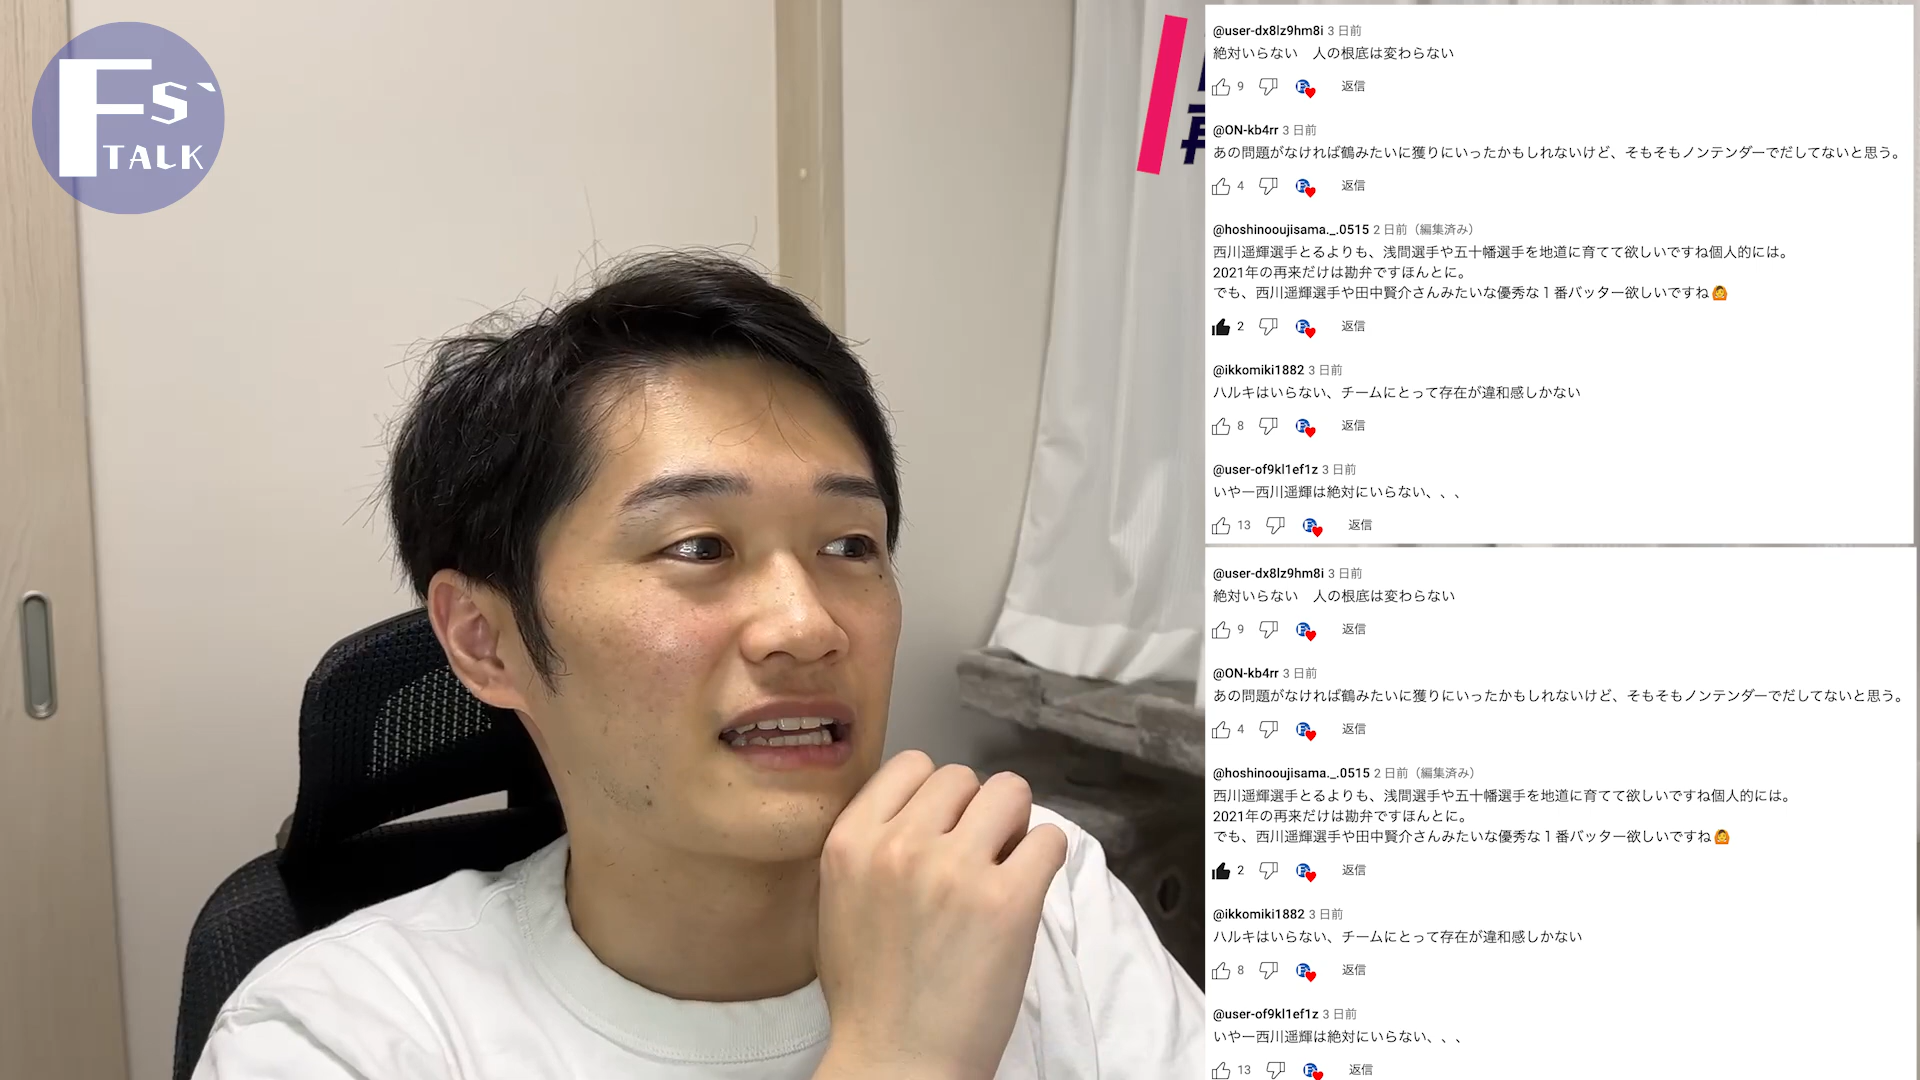 Fs`
TALK
再
@user-dx8lz9hm8i 3 日前
絶対いらない　人の根底は変わらない
9 返信
@ON-kb4rr 3 日前
あの問題がなければ鶴みたいに獲りにいったかもしれないけど、そもそもノンテンダーでだしてないと思う。
4 返信
@hoshinooujisama._.0515 2 日前（編集済み）
西川遥輝選手とるよりも、浅間選手や五十幡選手を地道に育てて欲しいですね個人的には。
2021年の再来だけは勘弁ですほんとに。
でも、西川遥輝選手や田中賢介さんみたいな優秀な１番バッター欲しいですね🙆
2 返信
@ikkomiki1882 3 日前
ハルキはいらない、チームにとって存在が違和感しかない
8 返信
@user-of9kl1ef1z 3 日前
いやー西川遥輝は絶対にいらない、、、
13 返信
@user-dx8lz9hm8i 3 日前
絶対いらない　人の根底は変わらない
9 返信
@ON-kb4rr 3 日前
あの問題がなければ鶴みたいに獲りにいったかもしれないけど、そもそもノンテンダーでだしてないと思う。
4 返信
@hoshinooujisama._.0515 2 日前（編集済み）
西川遥輝選手とるよりも、浅間選手や五十幡選手を地道に育てて欲しいですね個人的には。
2021年の再来だけは勘弁ですほんとに。
でも、西川遥輝選手や田中賢介さんみたいな優秀な１番バッター欲しいですね🙆
2 返信
@ikkomiki1882 3 日前
ハルキはいらない、チームにとって存在が違和感しかない
8 返信
@user-of9kl1ef1z 3 日前
いやー西川遥輝は絶対にいらない、、、
13 返信